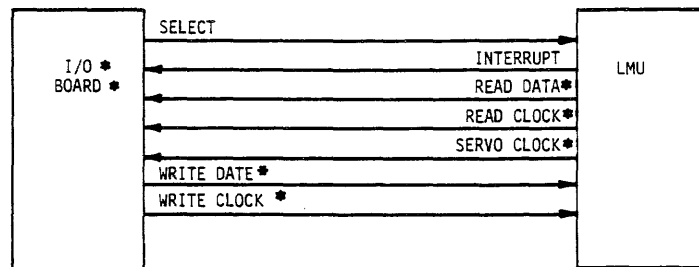 SELECT
INTERRUPT
I/O *
BOARD *
LMU
READ DATA*
READ CLOCK*
SERVO CLOCK*
WRITE DATE*
WRITE CLOCK *